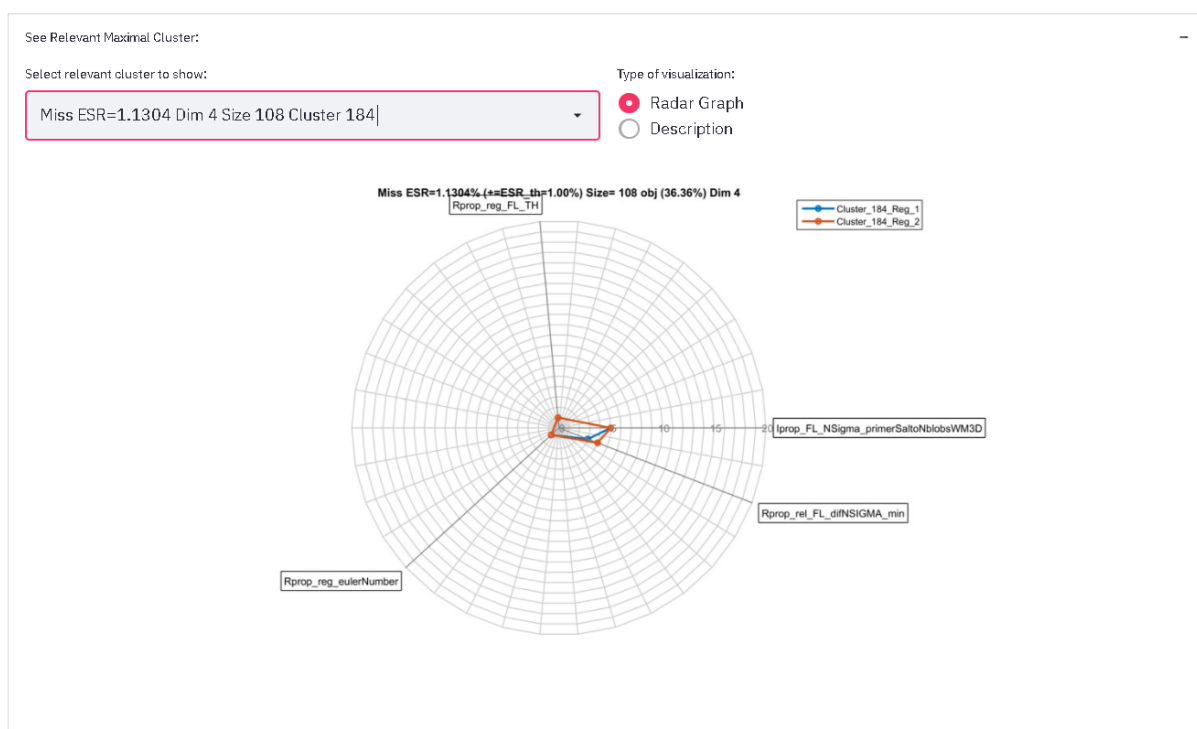 See Relevant Maximal Cluster:
Select relevant cluster to show:
Type of visualization:
Miss ESR=1.1304 Dim 4 Size 108 Cluster 184
Radar Graph
Description
Miss ESR=1.1304% (+=ESR_th=1.00%) Size= 108 obj (36.36%) Dim 4
Rprop_reg_FL_TH
Cluster_184_Reg_1
Cluster_184_Reg_2
0 5 10 15 20
Iprop_FL_NSigma_primerSaltoNblobsWM3D
Rprop_rel_FL_difNSIGMA_min
Rprop_reg_eulerNumber